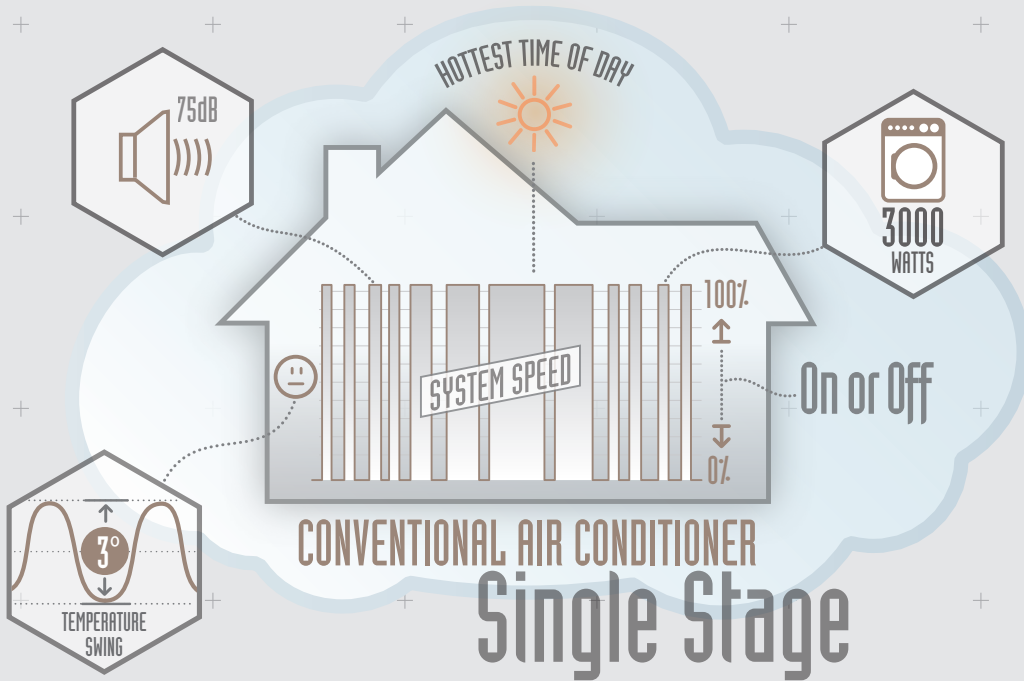 HOTTEST TIME OF DAY
75dB
3000
WATTS
100%
SYSTEM SPEED
On or Off
0%
3°
TEMPERATURE
SWING
CONVENTIONAL AIR CONDITIONER
Single Stage